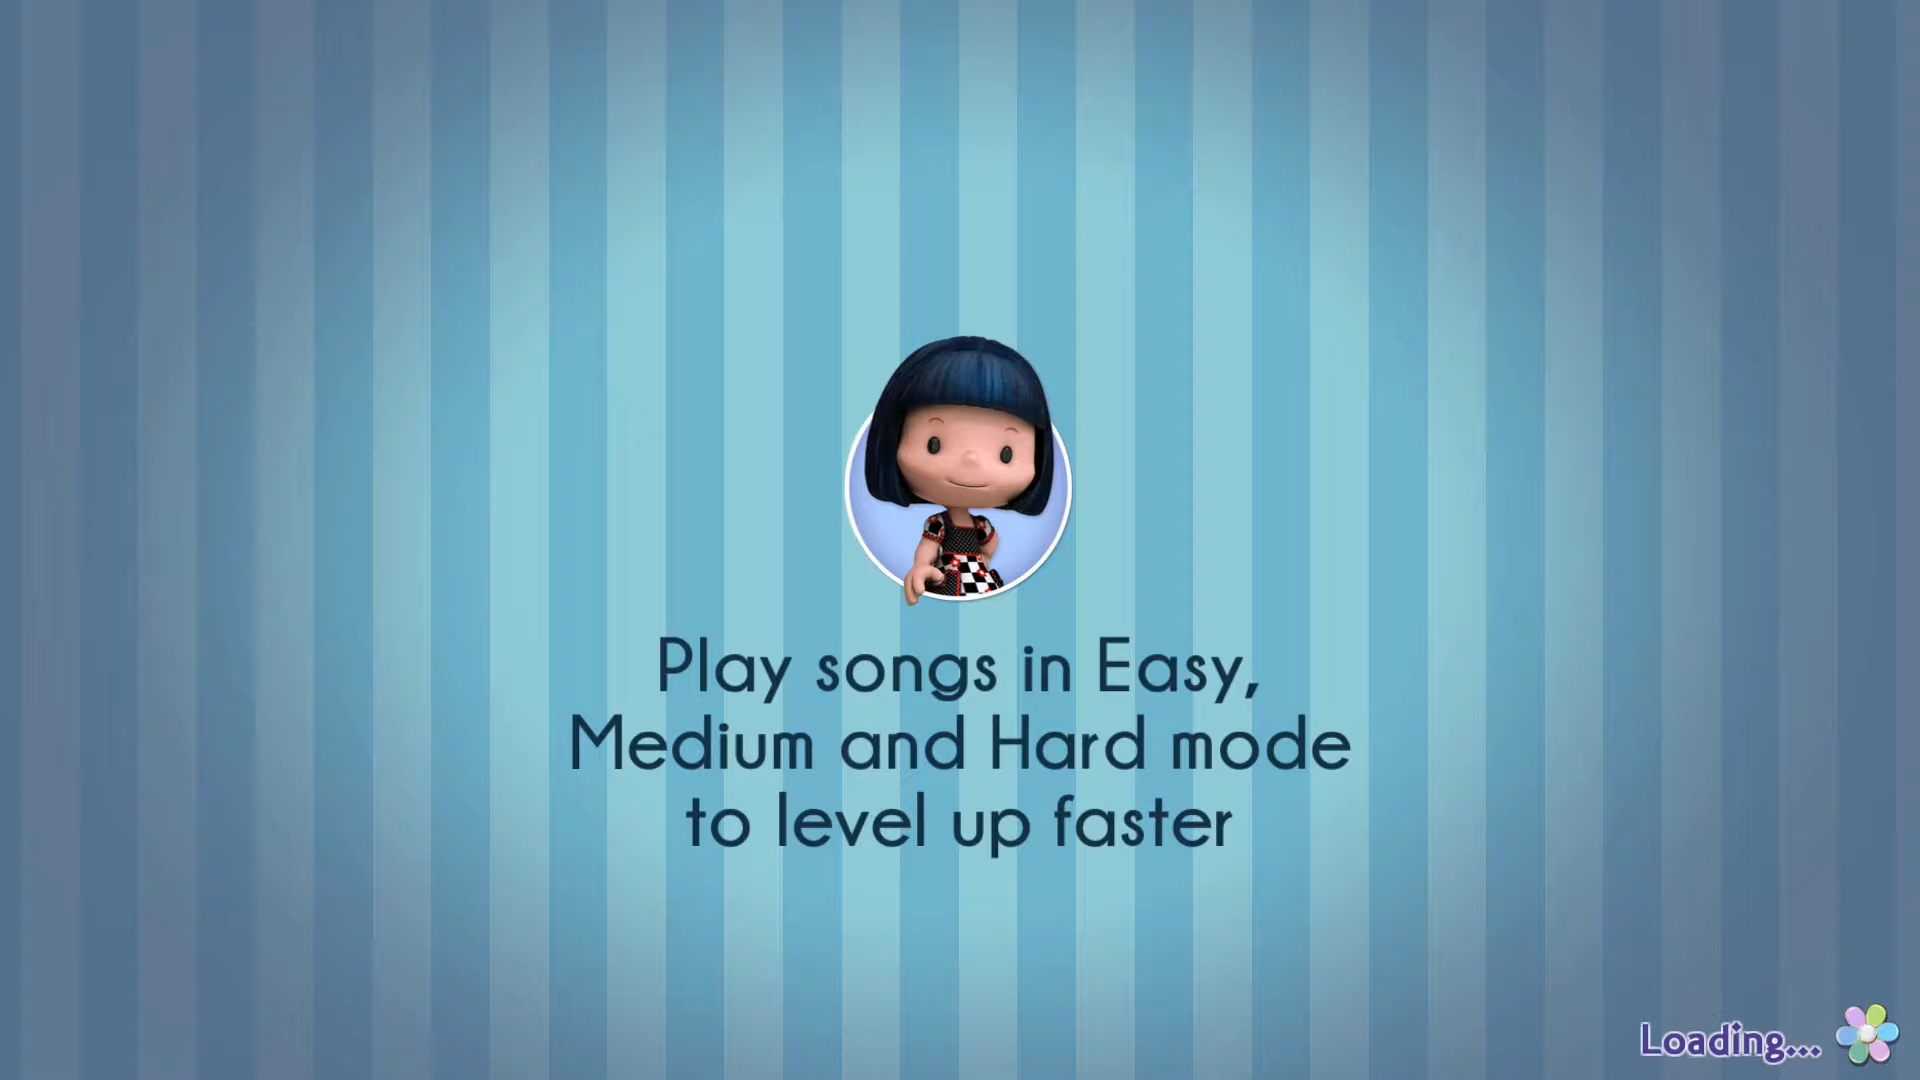 Play songs in Easy,
Medium and Hard mode
to level up faster
Loading...